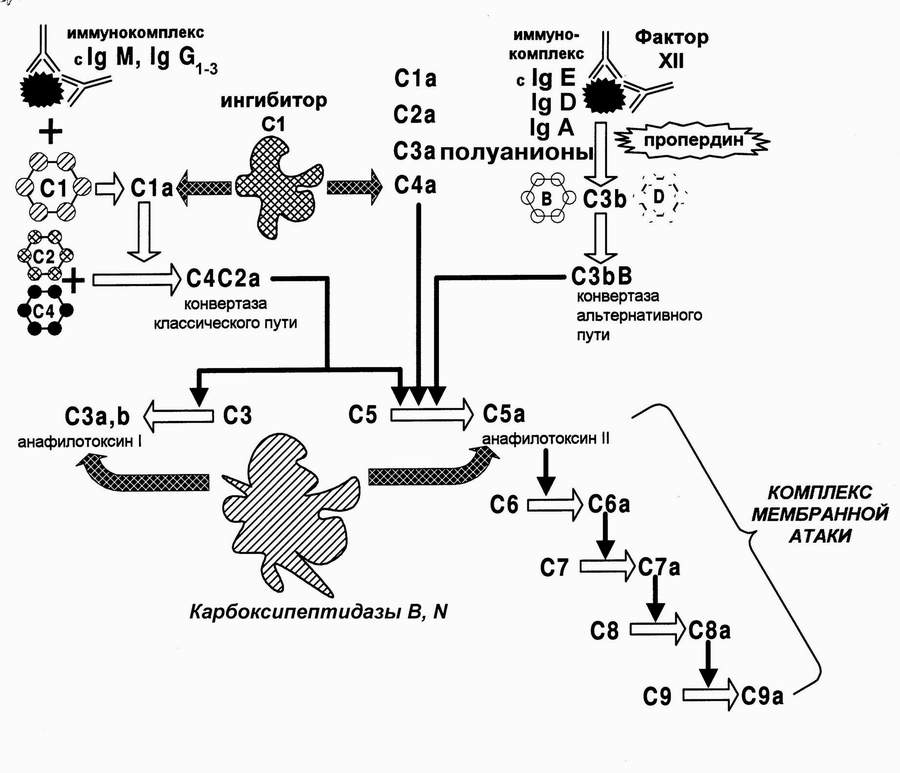 иммунокомплекс
с Ig M, Ig G1-3
ингибитор
C1
C1
C1a
C2
C4
C4C2a
конвертаза
классического пути
C1a
C2a
C3a
C4a
иммуно-
комплекс
с Ig E
Ig D
Ig A
полуанионы
Фактор
XII
пропердин
B
C3b
D
C3bB
конвертаза
альтернативного
пути
C3a,b
C3
анафилотоксин I
C5
C5a
анафилотоксин II
C6
C6a
C7
C7a
C8
C8a
C9
C9a
КОМПЛЕКС
МЕМБРАННОЙ
АТАКИ
Карбоксипептидазы B, N